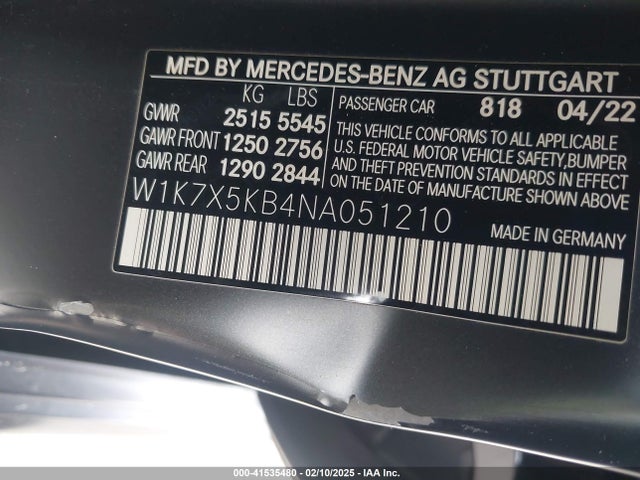 MFD BY MERCEDES-BENZ AG STUTTGART
KG LBS
GVWR 2515 5545
GAWR FRONT 1250 2756
GAWR REAR 1290 2844
PASSENGER CAR 818 04/22
THIS VEHICLE CONFORMS TO ALL APPLICABLE
U.S. FEDERAL MOTOR VEHICLE SAFETY, BUMPER
AND THEFT PREVENTION STANDARDS IN EFFECT
ON DATE OF MANUFACTURE SHOWN ABOVE
W1K7X5KB4NA051210
MADE IN GERMANY
000-41535480 - 02/10/2025 - IAA, Inc.